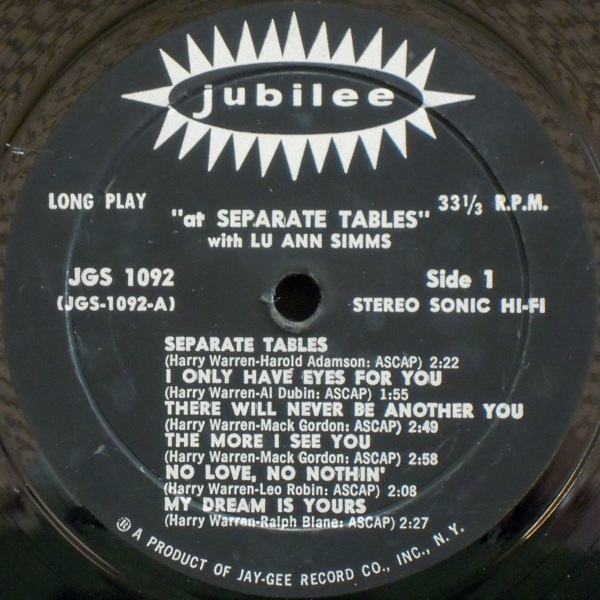 jubilee
LONG PLAY
33⅓ R.P.M.
"at SEPARATE TABLES"
with LU ANN SIMMS
JGS 1092
Side 1
(JGS-1092-A)
STEREO SONIC HI-FI
SEPARATE TABLES
(Harry Warren-Harold Adamson: ASCAP) 2:22
I ONLY HAVE EYES FOR YOU
(Harry Warren-Al Dubin: ASCAP) 1:55
THERE WILL NEVER BE ANOTHER YOU
(Harry Warren-Mack Gordon: ASCAP) 2:49
THE MORE I SEE YOU
(Harry Warren-Mack Gordon: ASCAP) 2:58
NO LOVE, NO NOTHIN'
(Harry Warren-Leo Robin: ASCAP) 2:08
MY DREAM IS YOURS
(Harry Warren-Ralph Blane: ASCAP) 2:27
® A PRODUCT OF JAY-GEE RECORD CO., INC., N. Y.